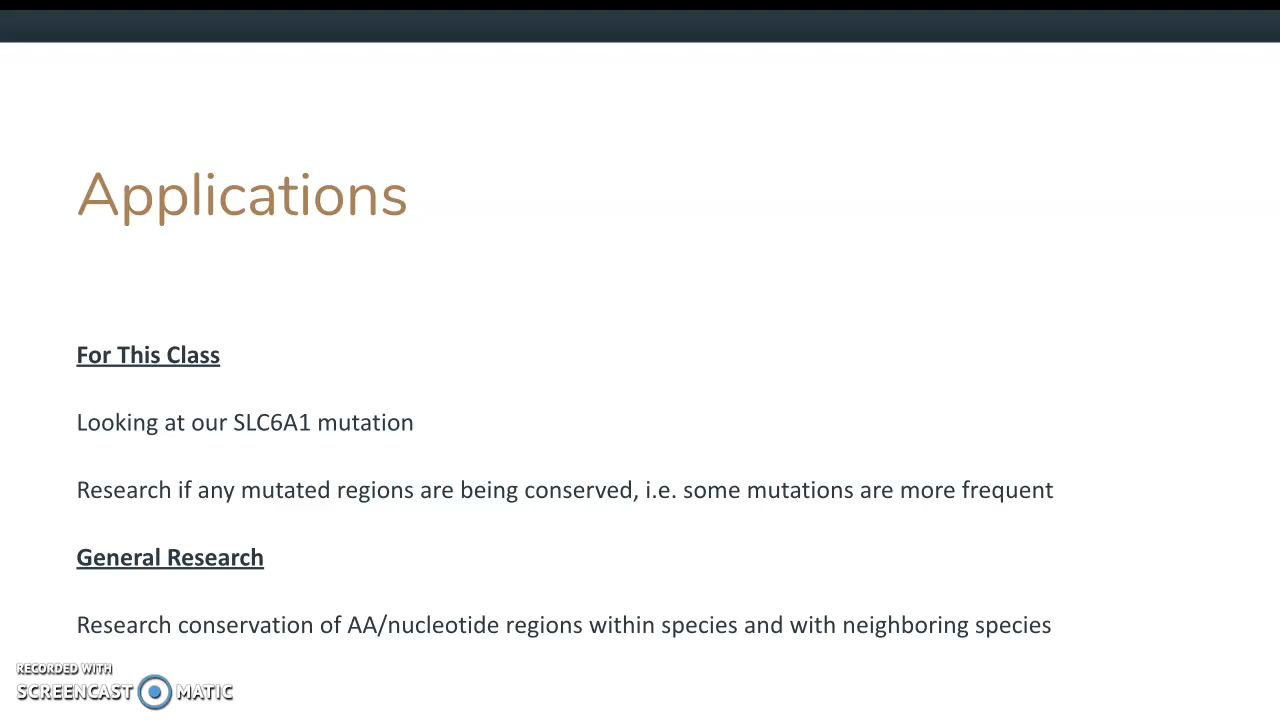 Applications
For This Class
Looking at our SLC6A1 mutation
Research if any mutated regions are being conserved, i.e. some mutations are more frequent
General Research
Research conservation of AA/nucleotide regions within species and with neighboring species
RECORDED WITH
SCREENCAST MATIC